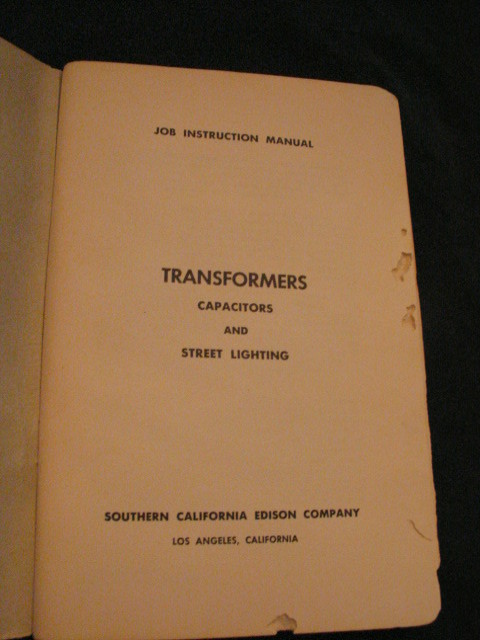 JOB INSTRUCTION MANUAL
TRANSFORMERS
CAPACITORS
AND
STREET LIGHTING
SOUTHERN CALIFORNIA EDISON COMPANY
LOS ANGELES, CALIFORNIA